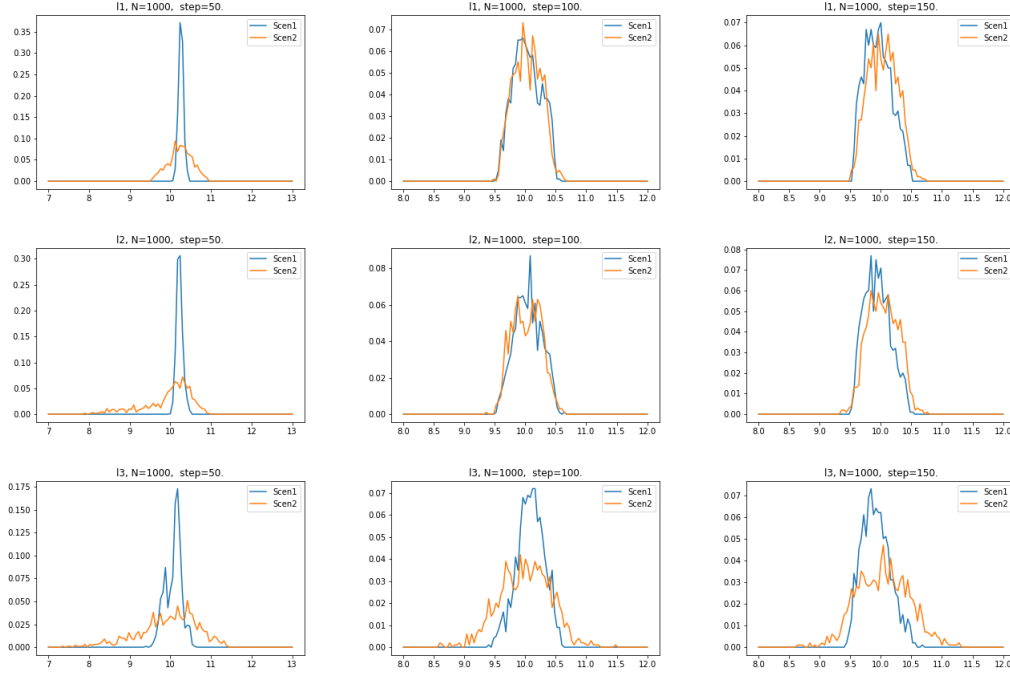 l1, N=1000,  step=50.
0.35
0.30
0.25
0.20
0.15
0.10
0.05
0.00
7 8 9 10 11 12 13
Scen1
Scen2
l1, N=1000,  step=100.
0.07
0.06
0.05
0.04
0.03
0.02
0.01
0.00
8.0 8.5 9.0 9.5 10.0 10.5 11.0 11.5 12.0
Scen1
Scen2
l1, N=1000,  step=150.
0.07
0.06
0.05
0.04
0.03
0.02
0.01
0.00
8.0 8.5 9.0 9.5 10.0 10.5 11.0 11.5 12.0
Scen1
Scen2
l2, N=1000,  step=50.
0.30
0.25
0.20
0.15
0.10
0.05
0.00
7 8 9 10 11 12 13
Scen1
Scen2
l2, N=1000,  step=100.
0.08
0.06
0.04
0.02
0.00
8.0 8.5 9.0 9.5 10.0 10.5 11.0 11.5 12.0
Scen1
Scen2
l2, N=1000,  step=150.
0.08
0.07
0.06
0.05
0.04
0.03
0.02
0.01
0.00
8.0 8.5 9.0 9.5 10.0 10.5 11.0 11.5 12.0
Scen1
Scen2
l3, N=1000,  step=50.
0.175
0.150
0.125
0.100
0.075
0.050
0.025
0.000
7 8 9 10 11 12 13
Scen1
Scen2
l3, N=1000,  step=100.
0.07
0.06
0.05
0.04
0.03
0.02
0.01
0.00
8.0 8.5 9.0 9.5 10.0 10.5 11.0 11.5 12.0
Scen1
Scen2
l3, N=1000,  step=150.
0.07
0.06
0.05
0.04
0.03
0.02
0.01
0.00
8.0 8.5 9.0 9.5 10.0 10.5 11.0 11.5 12.0
Scen1
Scen2